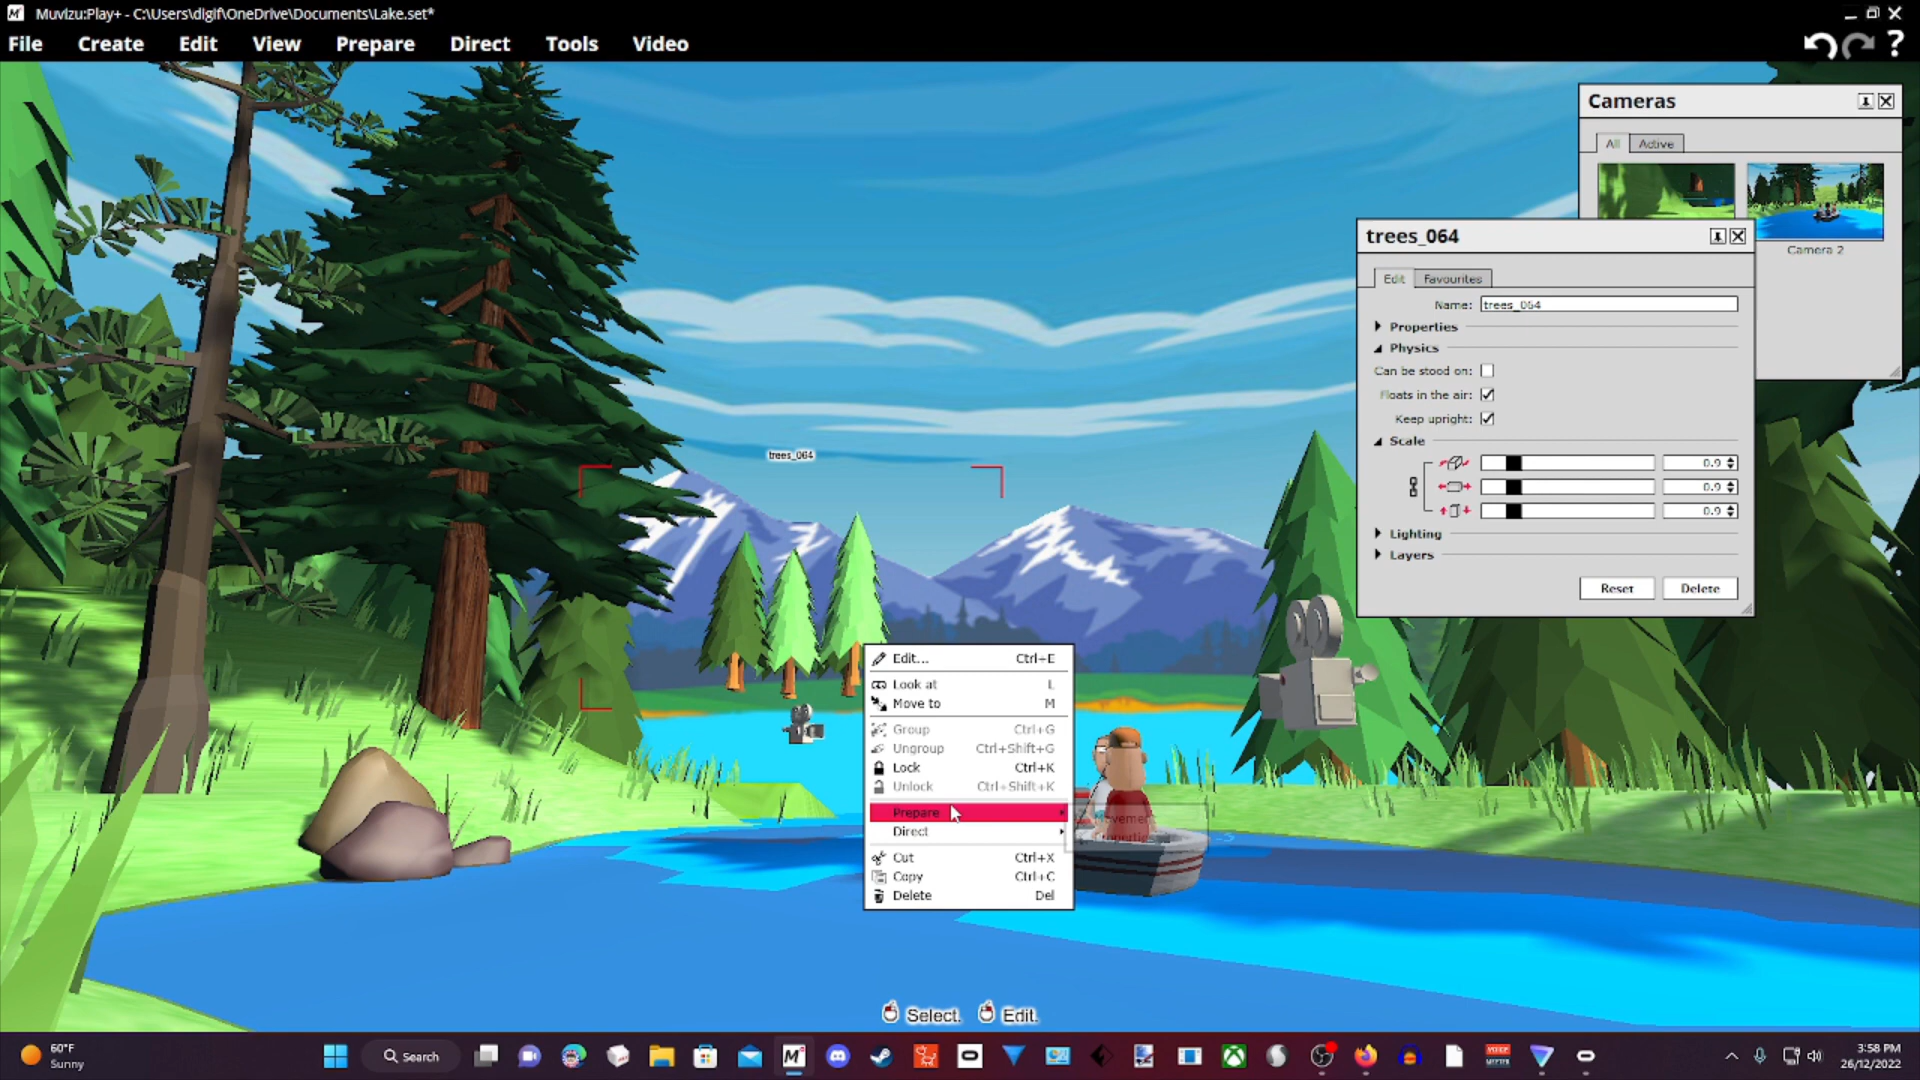 Muvizu:Play+ - C:\Users\digif\OneDrive\Documents\Lake.set*
File Create Edit View Prepare Direct Tools Video
?
Cameras
All Active
Camera 2
trees_064
Edit Favourites
Name: trees_064
Properties
Physics
Can be stood on:
Floats in the air:
Keep upright:
Scale
0.9
0.9
0.9
Lighting
Layers
Reset Delete
trees_064
Edit... Ctrl+E
Look at L
Move to M
Group Ctrl+G
Ungroup Ctrl+Shift+G
Lock Ctrl+K
Unlock Ctrl+Shift+K
Prepare
Direct
Cut Ctrl+X
Copy Ctrl+C
Delete Del
Select. Edit.
60°F
Sunny
Search
3:58 PM
26/12/2022